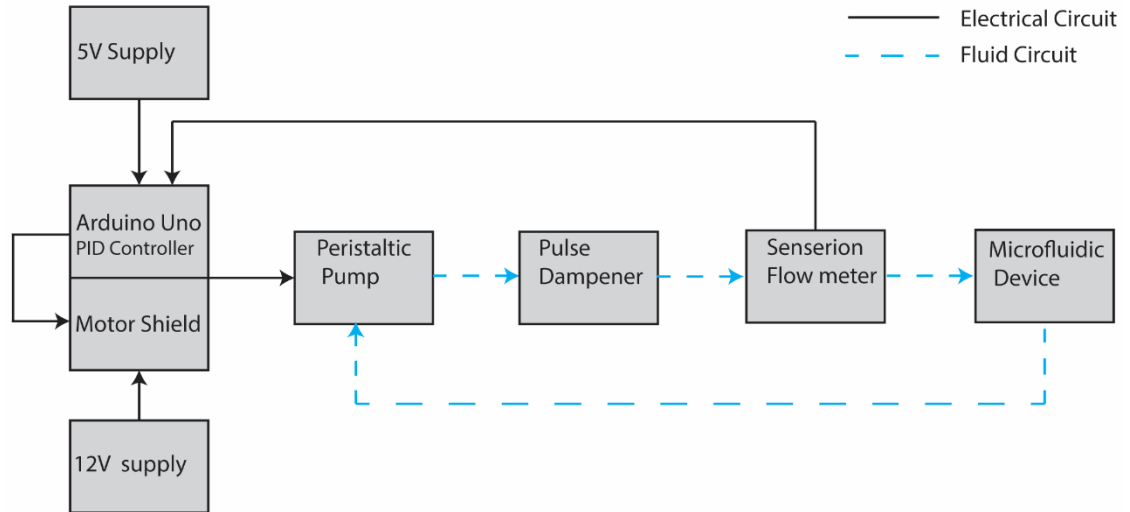 5V Supply
Electrical Circuit
Fluid Circuit
Arduino Uno
PID Controller
Motor Shield
12V supply
Peristaltic
Pump
Pulse
Dampener
Senserion
Flow meter
Microfluidic
Device